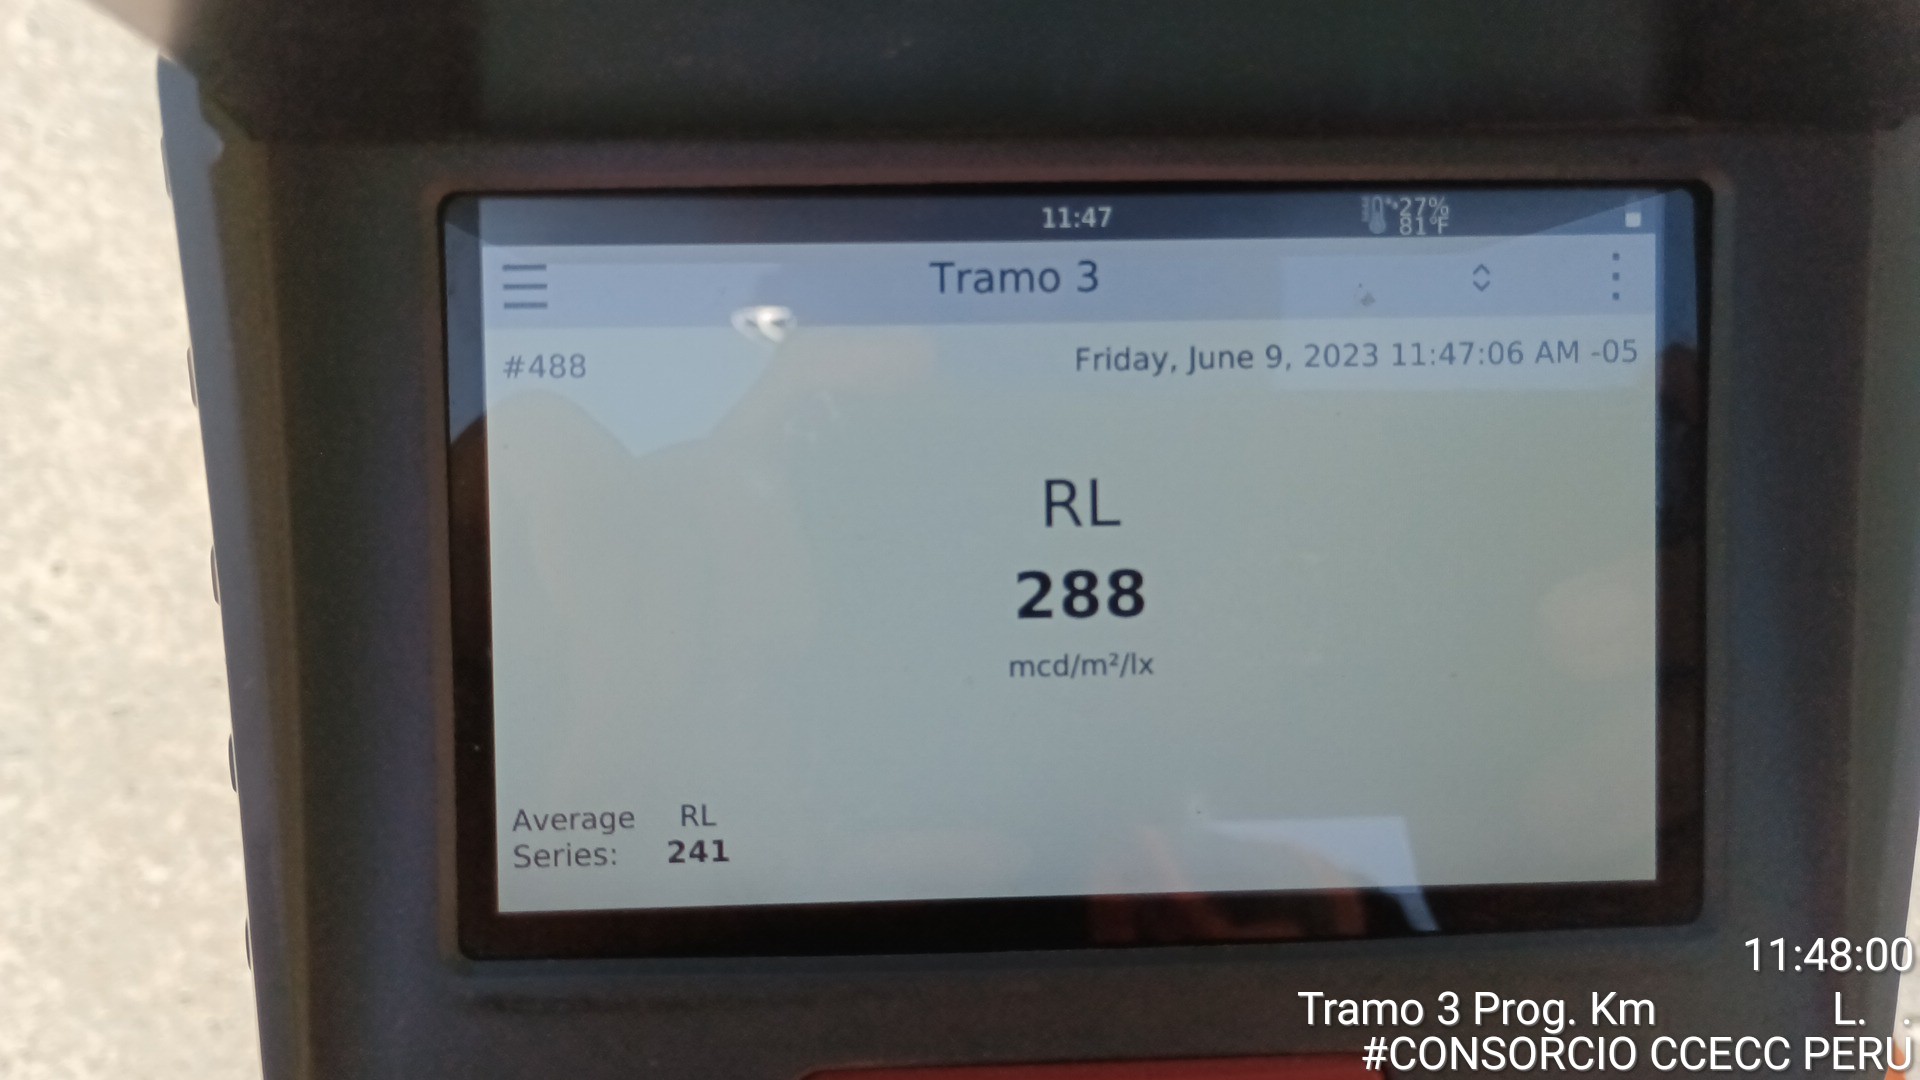 11:47
27%
81°F
Tramo 3
#488
Friday, June 9, 2023 11:47:06 AM -05
RL
288
mcd/m²/lx
Average RL
Series: 241
11:48:00
Tramo 3 Prog. Km L. .
#CONSORCIO CCECC PERU